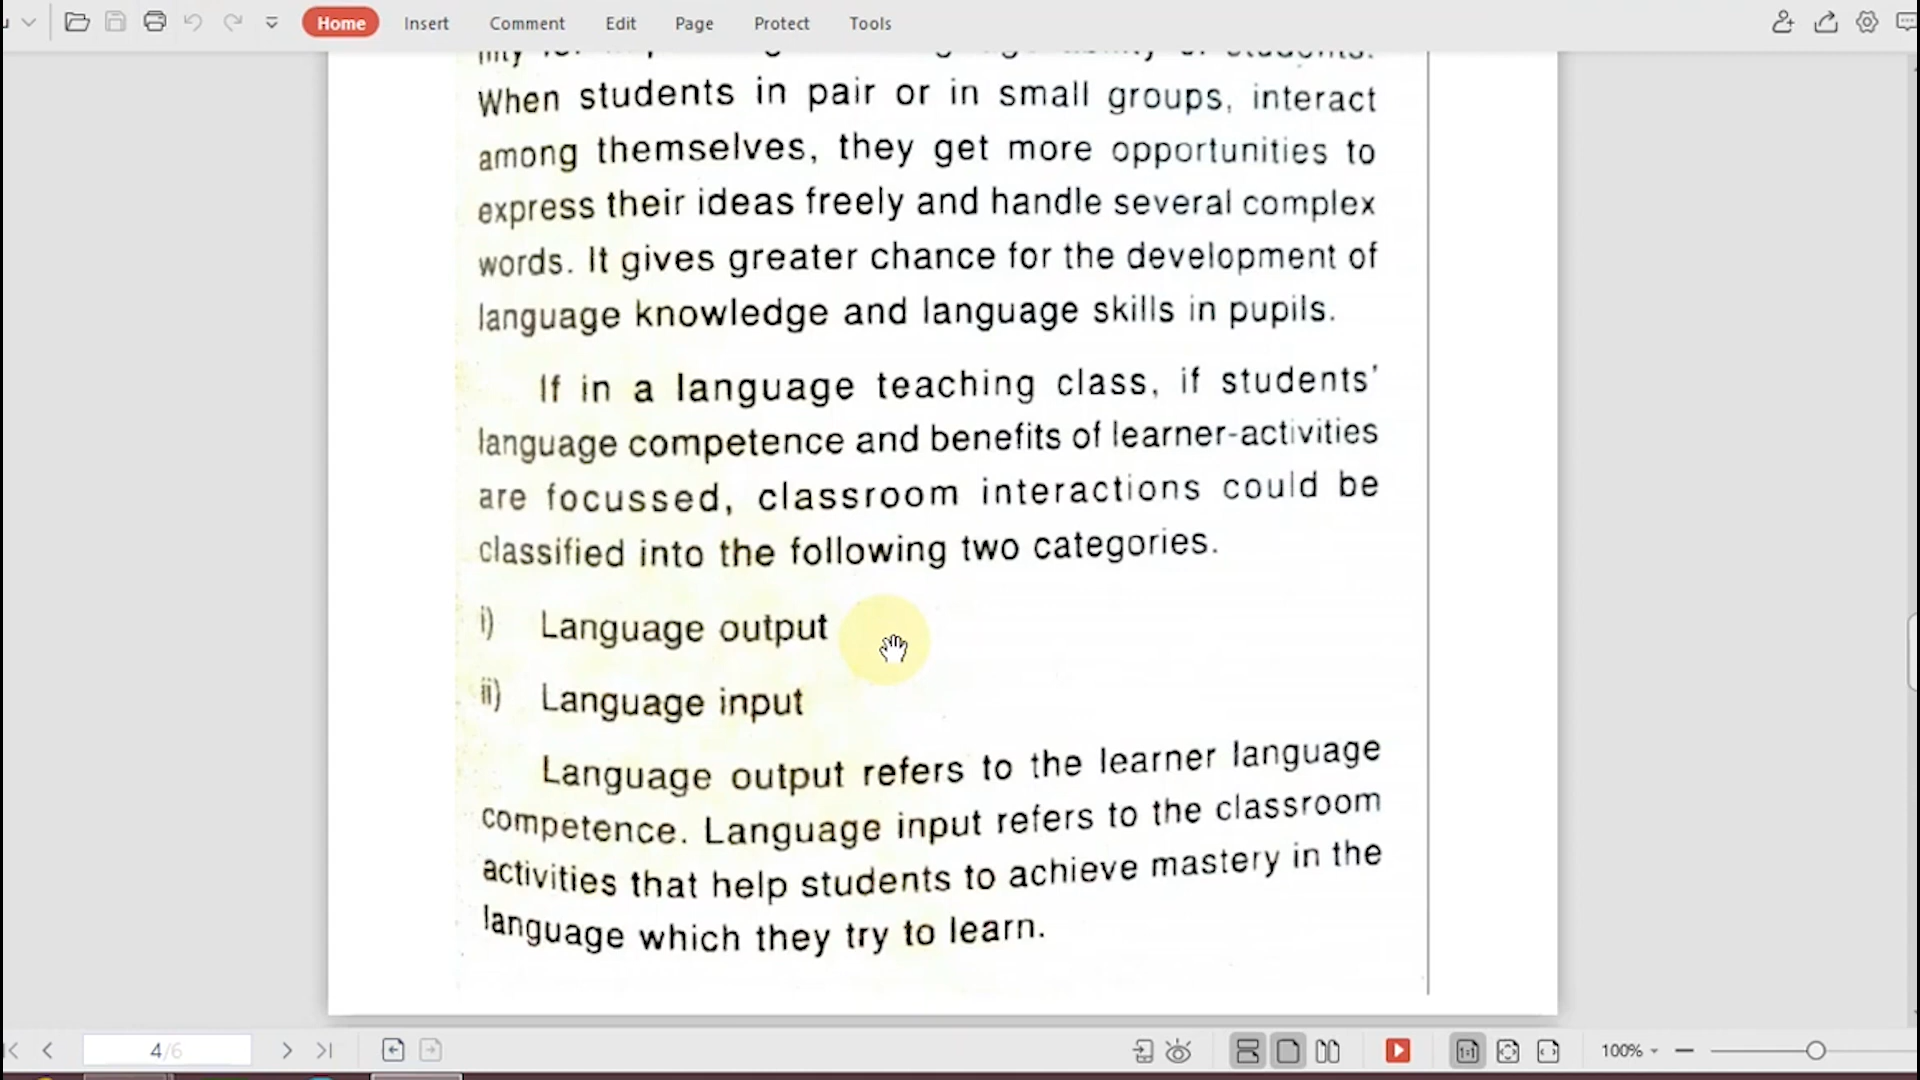 Home Insert Comment Edit Page Protect Tools
When students in pair or in small groups, interact
among themselves, they get more opportunities to
express their ideas freely and handle several complex
words. It gives greater chance for the development of
language knowledge and language skills in pupils.
If in a language teaching class, if students'
language competence and benefits of learner-activities
are focussed, classroom interactions could be
classified into the following two categories.
i) Language output
ii) Language input
Language output refers to the learner language
competence. Language input refers to the classroom
activities that help students to achieve mastery in the
language which they try to learn.
4/6 100%